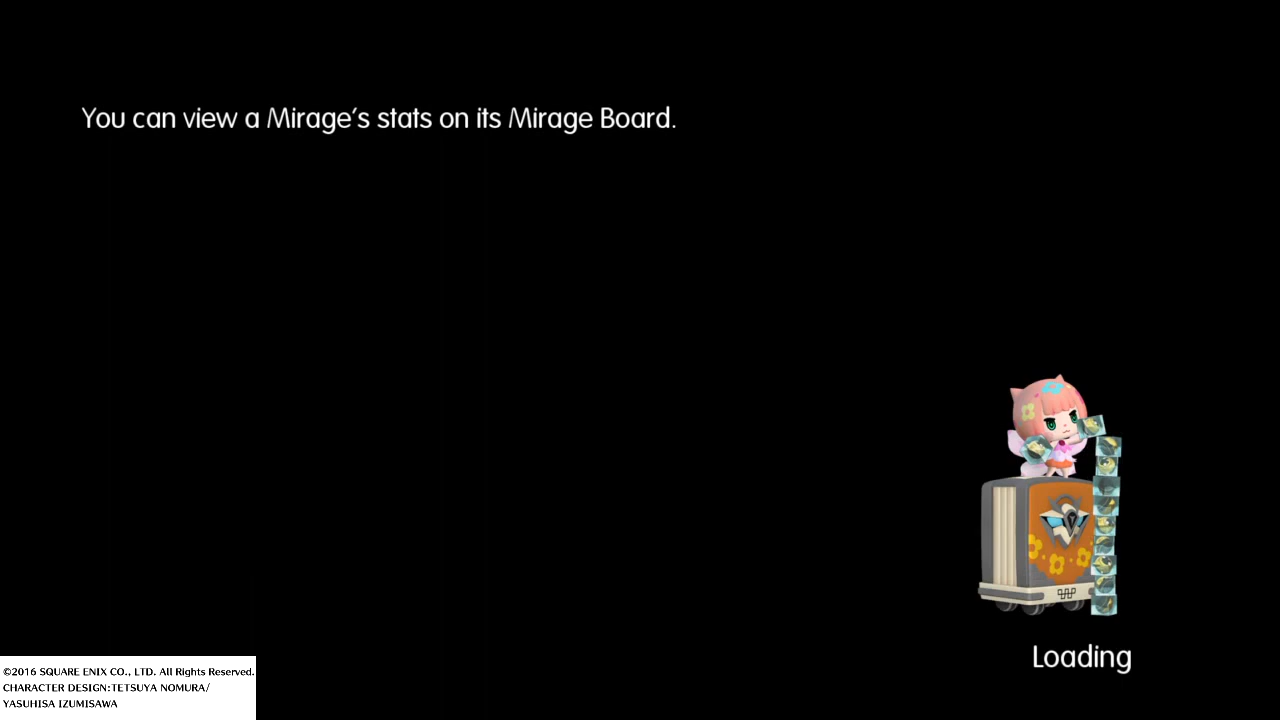 You can view a Mirage's stats on its Mirage Board.
Loading
©2016 SQUARE ENIX CO., LTD. All Rights Reserved.
CHARACTER DESIGN:TETSUYA NOMURA/
YASUHISA IZUMISAWA